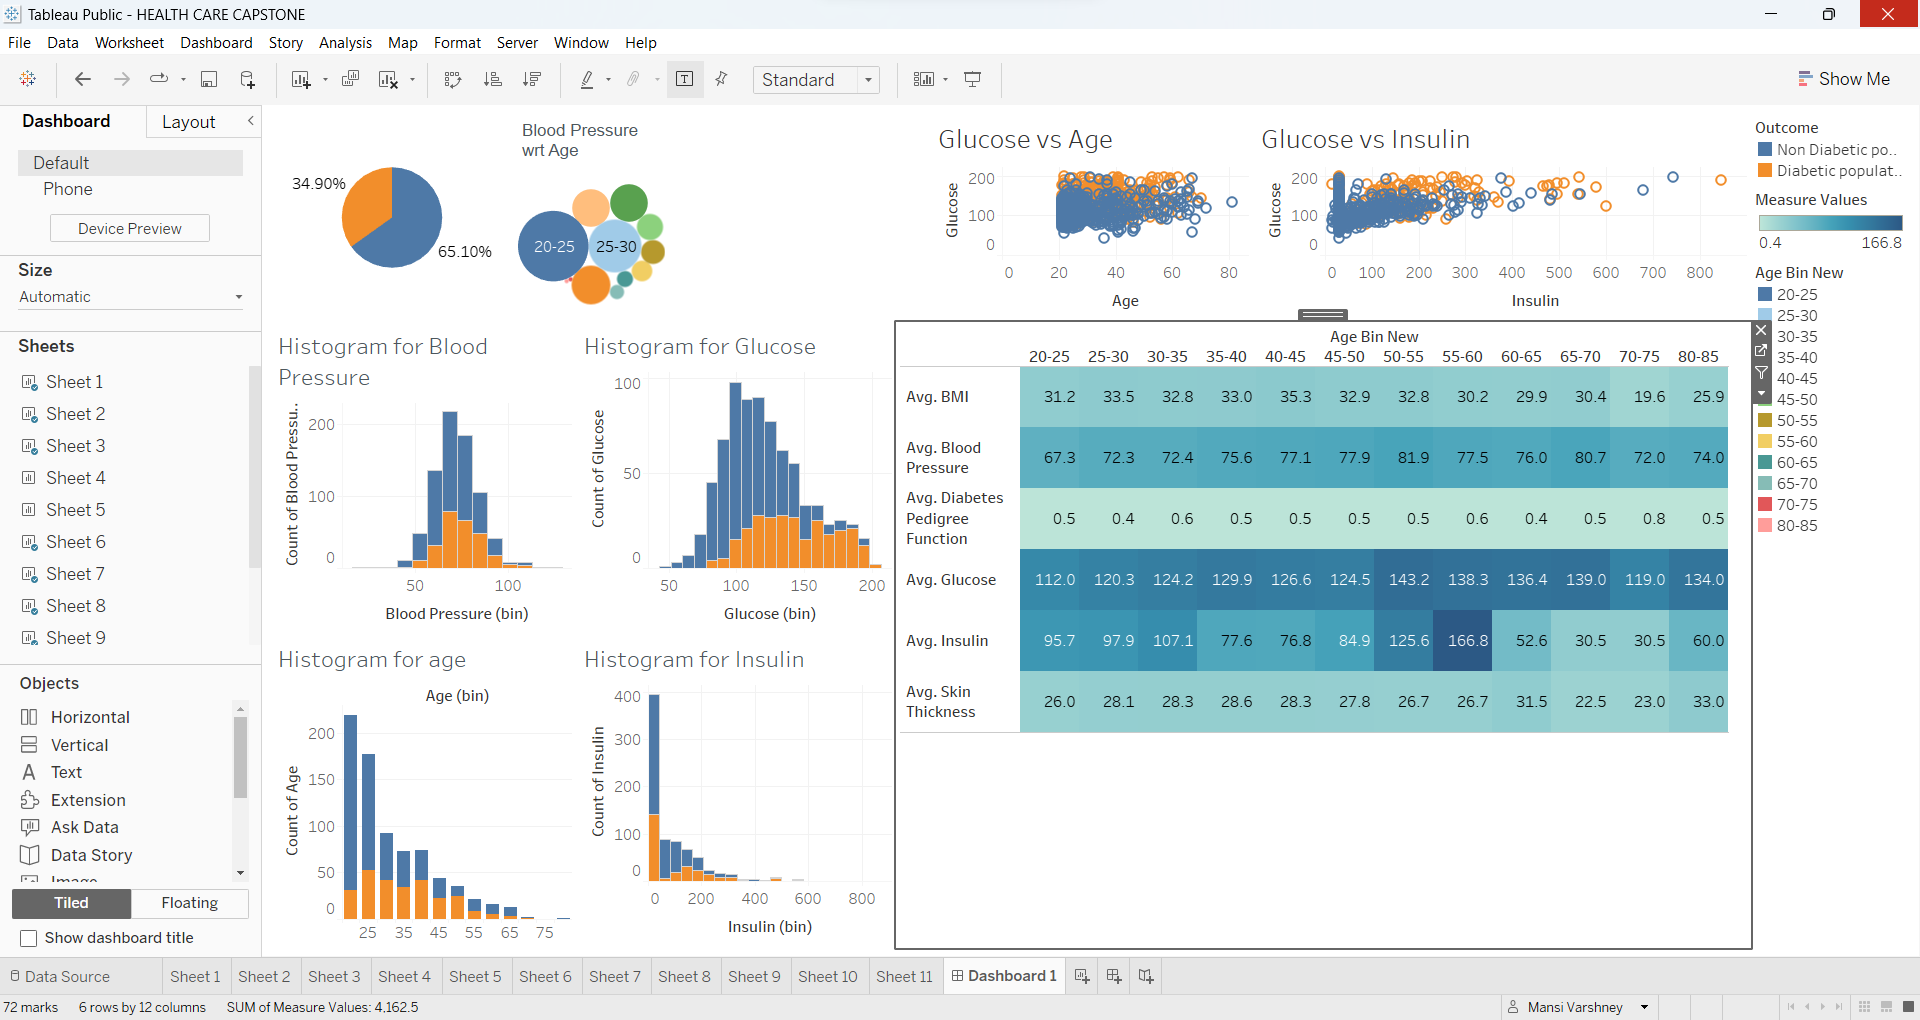 Tableau Public - HEALTH CARE CAPSTONE
File Data Worksheet Dashboard Story Analysis Map Format Server Window Help
Standard
Show Me
Dashboard Layout
Default
Phone
Device Preview
Size
Automatic
Sheets
Sheet 1
Sheet 2
Sheet 3
Sheet 4
Sheet 5
Sheet 6
Sheet 7
Sheet 8
Sheet 9
Objects
Horizontal
Vertical
Text
Extension
Ask Data
Data Story
Image
Tiled Floating
Show dashboard title
34.90%
65.10%
Blood Pressure
wrt Age
20-25 25-30
Glucose vs Age
Glucose
200
100
0
0 20 40 60 80
Age
Glucose vs Insulin
Glucose
200
100
0
0 100 200 300 400 500 600 700 800
Insulin
Outcome
Non Diabetic po..
Diabetic populat..
Measure Values
0.4 166.8
Age Bin New
20-25
25-30
30-35
35-40
40-45
45-50
50-55
55-60
60-65
65-70
70-75
80-85
Histogram for Blood
Pressure
Count of Blood Pressu..
200
100
0
50 100
Blood Pressure (bin)
Histogram for Glucose
Count of Glucose
100
50
0
50 100 150 200
Glucose (bin)
Histogram for age
Age (bin)
Count of Age
200
150
100
50
0
25 35 45 55 65 75
Histogram for Insulin
Count of Insulin
400
300
200
100
0
0 200 400 600 800
Insulin (bin)
Age Bin New
20-25 25-30 30-35 35-40 40-45 45-50 50-55 55-60 60-65 65-70 70-75 80-85
Avg. BMI 31.2 33.5 32.8 33.0 35.3 32.9 32.8 30.2 29.9 30.4 19.6 25.9
Avg. Blood
Pressure 67.3 72.3 72.4 75.6 77.1 77.9 81.9 77.5 76.0 80.7 72.0 74.0
Avg. Diabetes
Pedigree 0.5 0.4 0.6 0.5 0.5 0.5 0.5 0.6 0.4 0.5 0.8 0.5
Function
Avg. Glucose 112.0 120.3 124.2 129.9 126.6 124.5 143.2 138.3 136.4 139.0 119.0 134.0
Avg. Insulin 95.7 97.9 107.1 77.6 76.8 84.9 125.6 166.8 52.6 30.5 30.5 60.0
Avg. Skin
Thickness 26.0 28.1 28.3 28.6 28.3 27.8 26.7 26.7 31.5 22.5 23.0 33.0
Data Source Sheet 1 Sheet 2 Sheet 3 Sheet 4 Sheet 5 Sheet 6 Sheet 7 Sheet 8 Sheet 9 Sheet 10 Sheet 11 Dashboard 1
72 marks 6 rows by 12 columns SUM of Measure Values: 4,162.5
Mansi Varshney